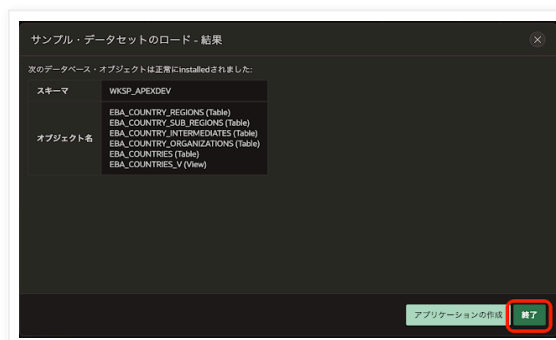 サンプル・データセットのロード - 結果
次のデータベース・オブジェクトは正常にinstalledされました:
スキーマ WKSP_APEXDEV
オブジェクト名
EBA_COUNTRY_REGIONS (Table)
EBA_COUNTRY_SUB_REGIONS (Table)
EBA_COUNTRY_INTERMEDIATES (Table)
EBA_COUNTRY_ORGANIZATIONS (Table)
EBA_COUNTRIES (Table)
EBA_COUNTRIES_V (View)
アプリケーションの作成 終了